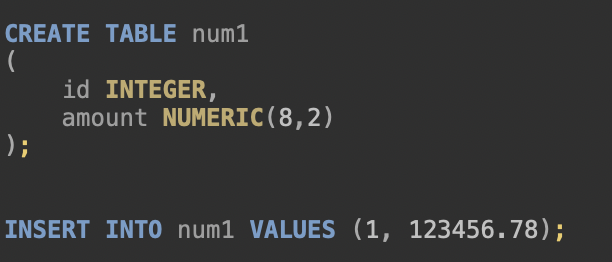 CREATE TABLE num1
(
    id INTEGER,
    amount NUMERIC(8,2)
);
INSERT INTO num1 VALUES (1, 123456.78);